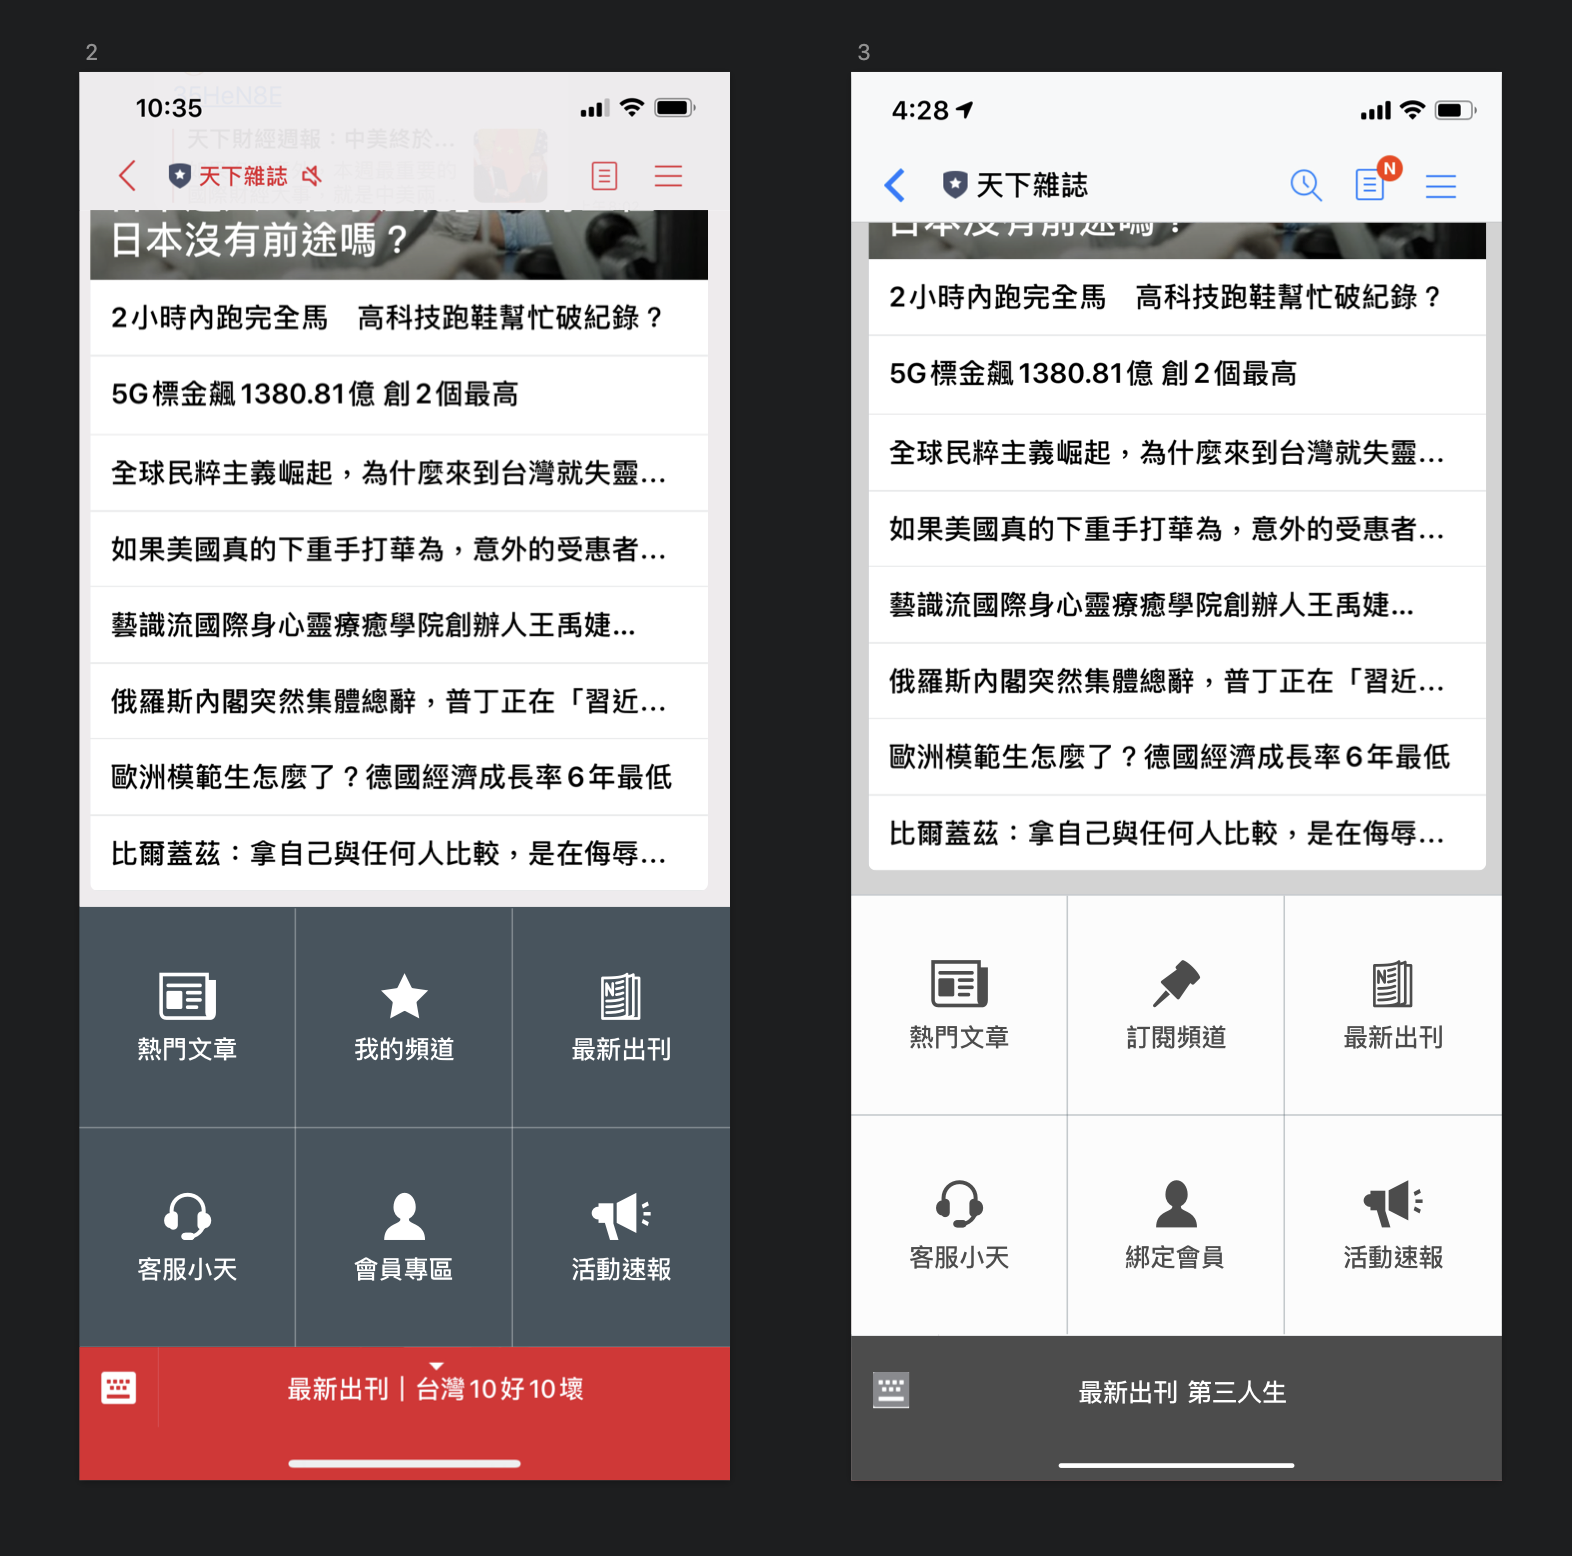 2
10:35
35HeN8E
天下財經週報：中美終於...
天下雜誌
日本沒有前途嗎？
2小時內跑完全馬　高科技跑鞋幫忙破紀錄？
5G標金飆1380.81億 創2個最高
全球民粹主義崛起，為什麼來到台灣就失靈...
如果美國真的下重手打華為，意外的受惠者...
藝識流國際身心靈療癒學院創辦人王禹婕...
俄羅斯內閣突然集體總辭，普丁正在「習近...
歐洲模範生怎麼了？德國經濟成長率6年最低
比爾蓋茲：拿自己與任何人比較，是在侮辱...
熱門文章
我的頻道
最新出刊
客服小天
會員專區
活動速報
最新出刊｜台灣10好10壞
3
4:28
天下雜誌
N
日本沒有前途嗎？
2小時內跑完全馬　高科技跑鞋幫忙破紀錄？
5G標金飆1380.81億 創2個最高
全球民粹主義崛起，為什麼來到台灣就失靈...
如果美國真的下重手打華為，意外的受惠者...
藝識流國際身心靈療癒學院創辦人王禹婕...
俄羅斯內閣突然集體總辭，普丁正在「習近...
歐洲模範生怎麼了？德國經濟成長率6年最低
比爾蓋茲：拿自己與任何人比較，是在侮辱...
熱門文章
訂閱頻道
最新出刊
客服小天
綁定會員
活動速報
最新出刊 第三人生